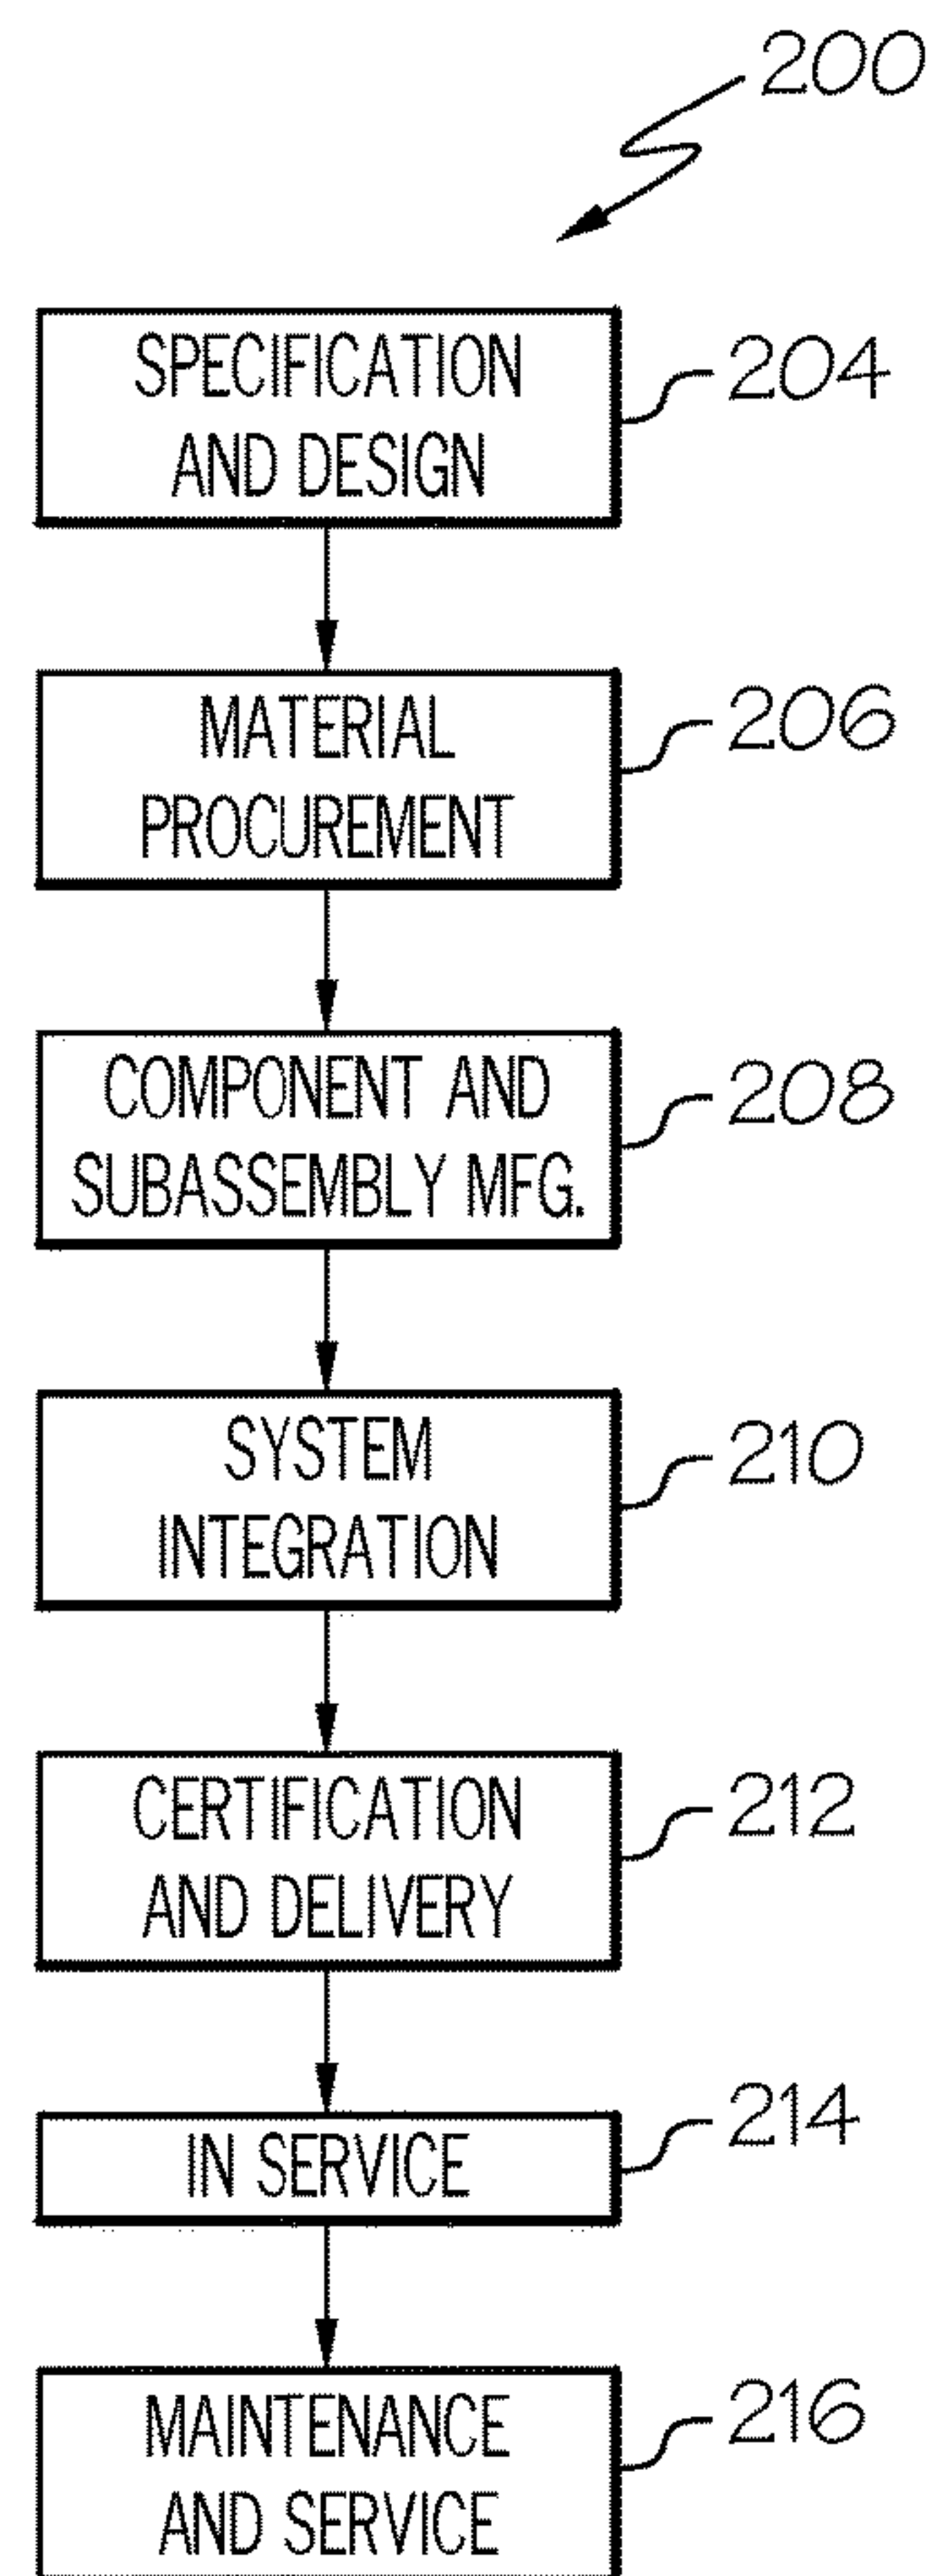 200
SPECIFICATION
AND DESIGN
204
MATERIAL
PROCUREMENT
206
COMPONENT AND
SUBASSEMBLY MFG.
208
SYSTEM
INTEGRATION
210
CERTIFICATION
AND DELIVERY
212
IN SERVICE
214
MAINTENANCE
AND SERVICE
216